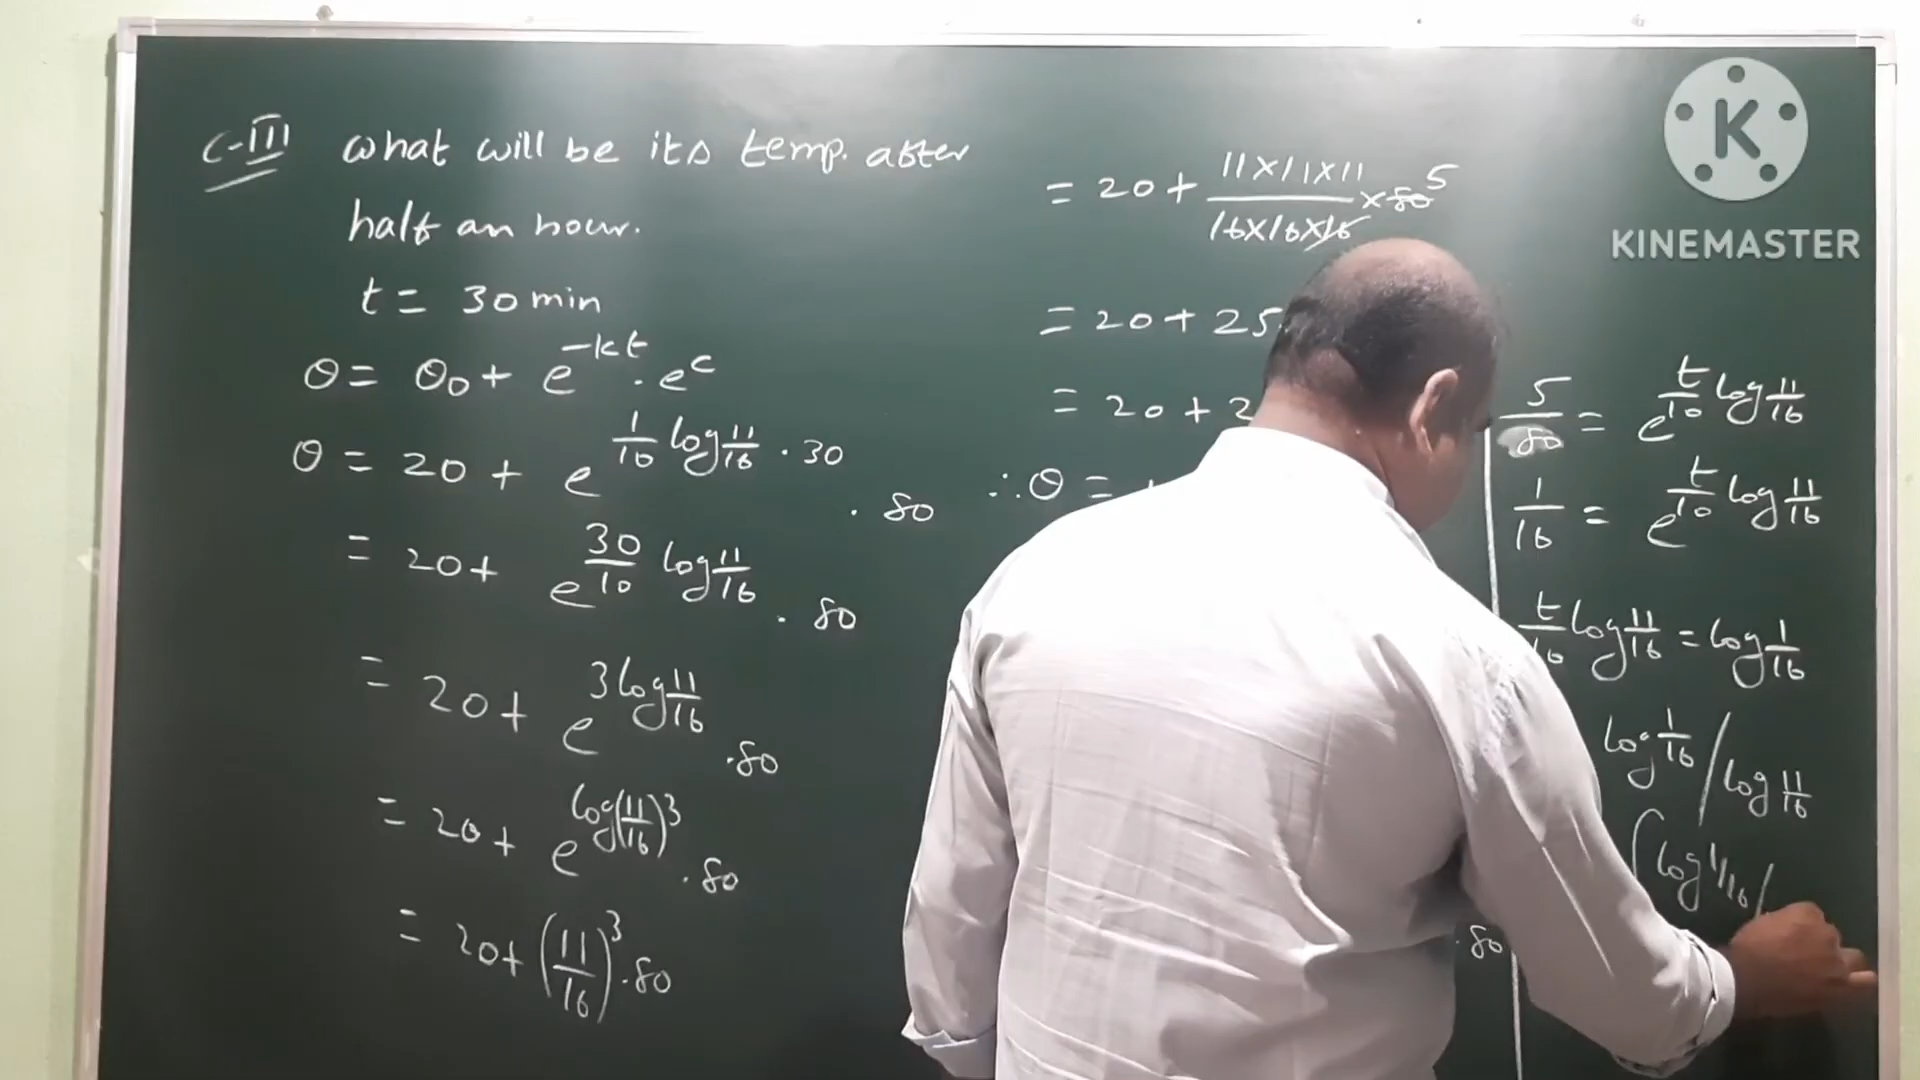 C-III what will be its temp. after
half an hour.
t = 30 min
θ = θ₀ + e^{-kt} . e^c
θ = 20 + e^{1/10 log 11/16 . 30} . 80
= 20 + e^{30/10 log 11/16} . 80
= 20 + e^{3 log 11/16} . 80
= 20 + e^{log(11/16)^3} . 80
= 20 + (11/16)^3 . 80
= 20 + 11×11×11/16×16×16 × 80 5
= 20 + 25
= 20 + 2
∴ θ =
. 80
5/80 = e^{t/10 log 11/16}
1/16 = e^{t/10 log 11/16}
t/10 log 11/16 = log 1/16
log 1/16 / log 11/16
(log 1/16 /
K
KINEMASTER